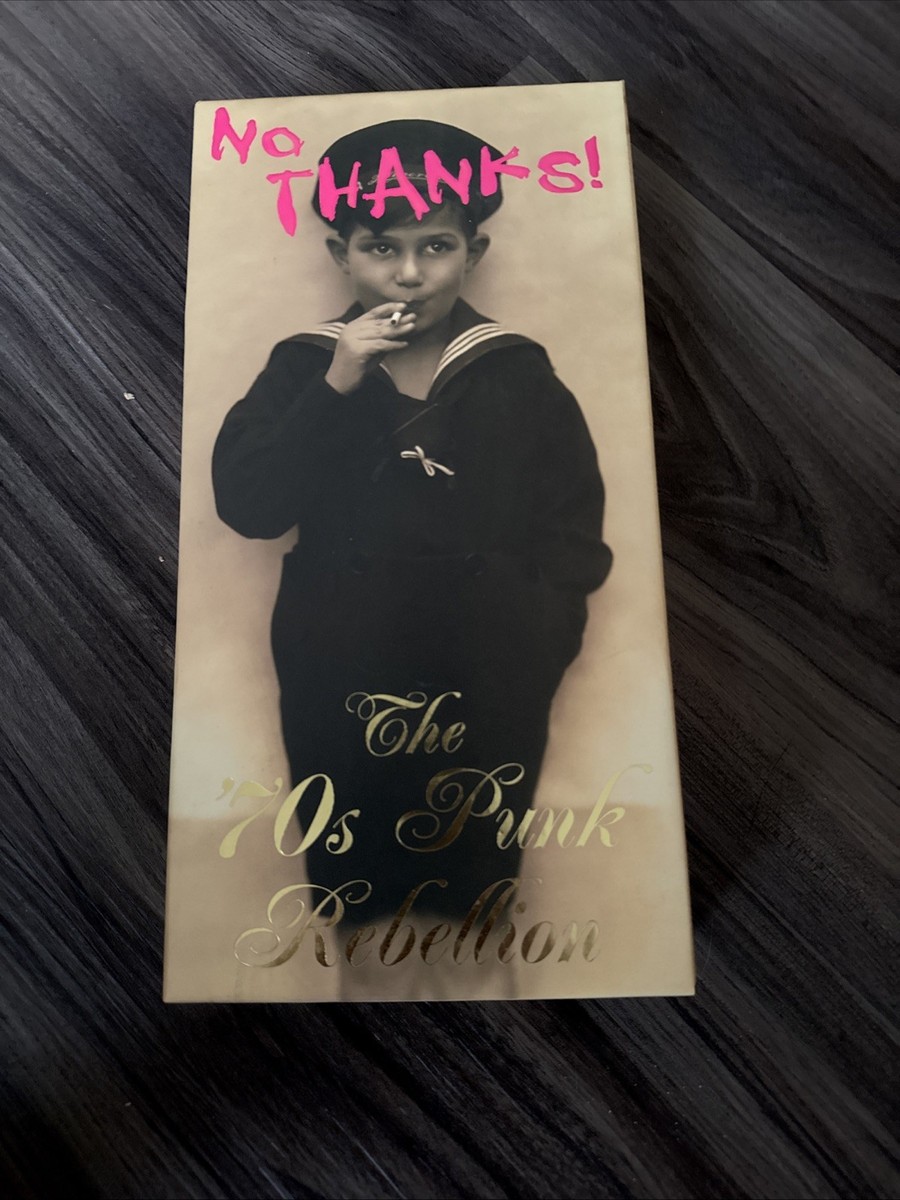 No
THANKS!
The
'70s Punk
Rebellion